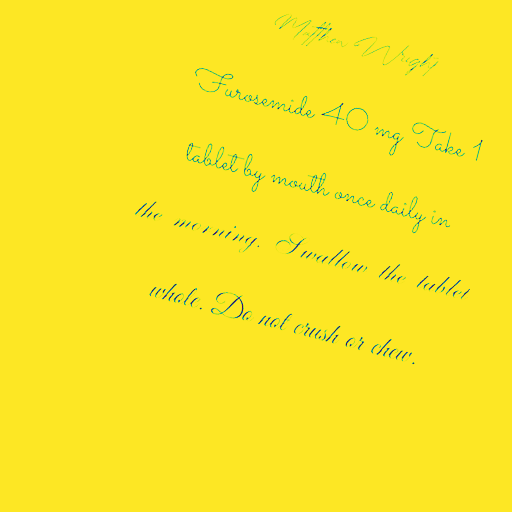 Matthew Wright
Furosemide 40 mg Take 1
tablet by mouth once daily in
the morning. Swallow the tablet
whole. Do not crush or chew.